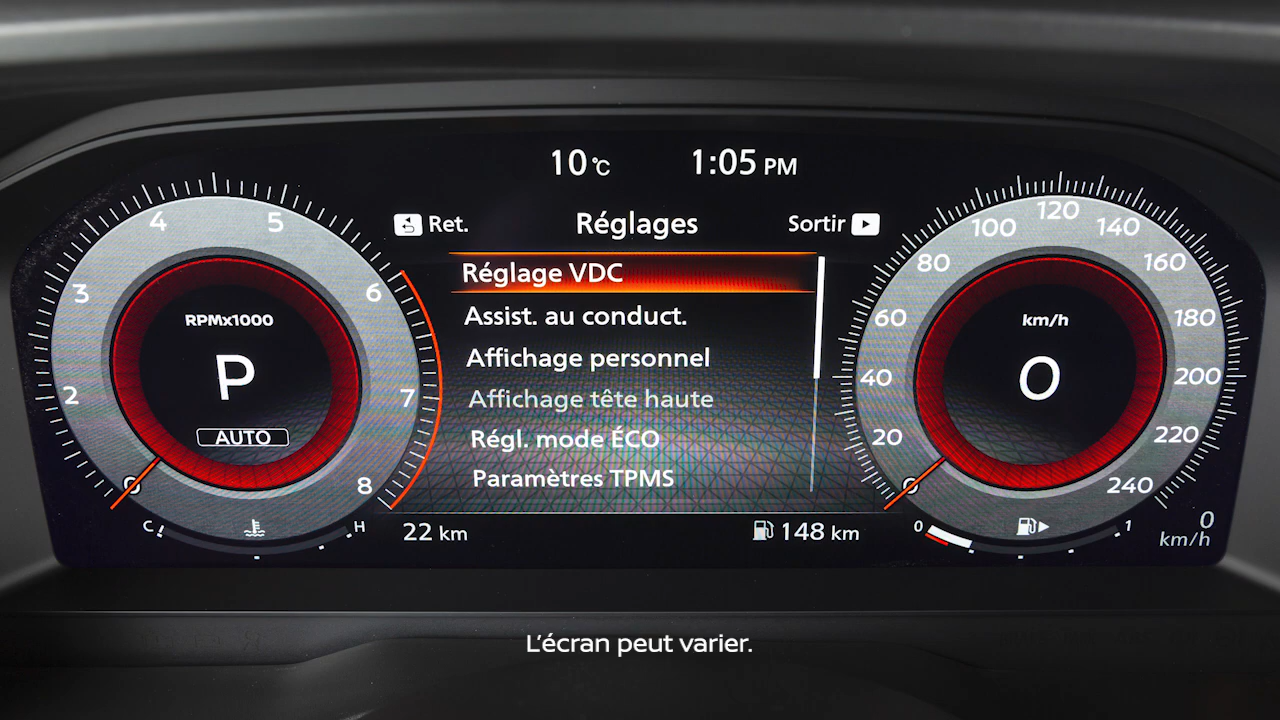 10 °C
1:05 PM
Ret.
Réglages
Sortir
Réglage VDC
Assist. au conduct.
Affichage personnel
Affichage tête haute
Régl. mode ÉCO
Paramètres TPMS
0
2
3
4
5
6
7
8
RPMx1000
P
AUTO
C
H
22 km
148 km
0
20
40
60
80
100
120
140
160
180
200
220
240
km/h
0
0
1
0
km/h
L'écran peut varier.